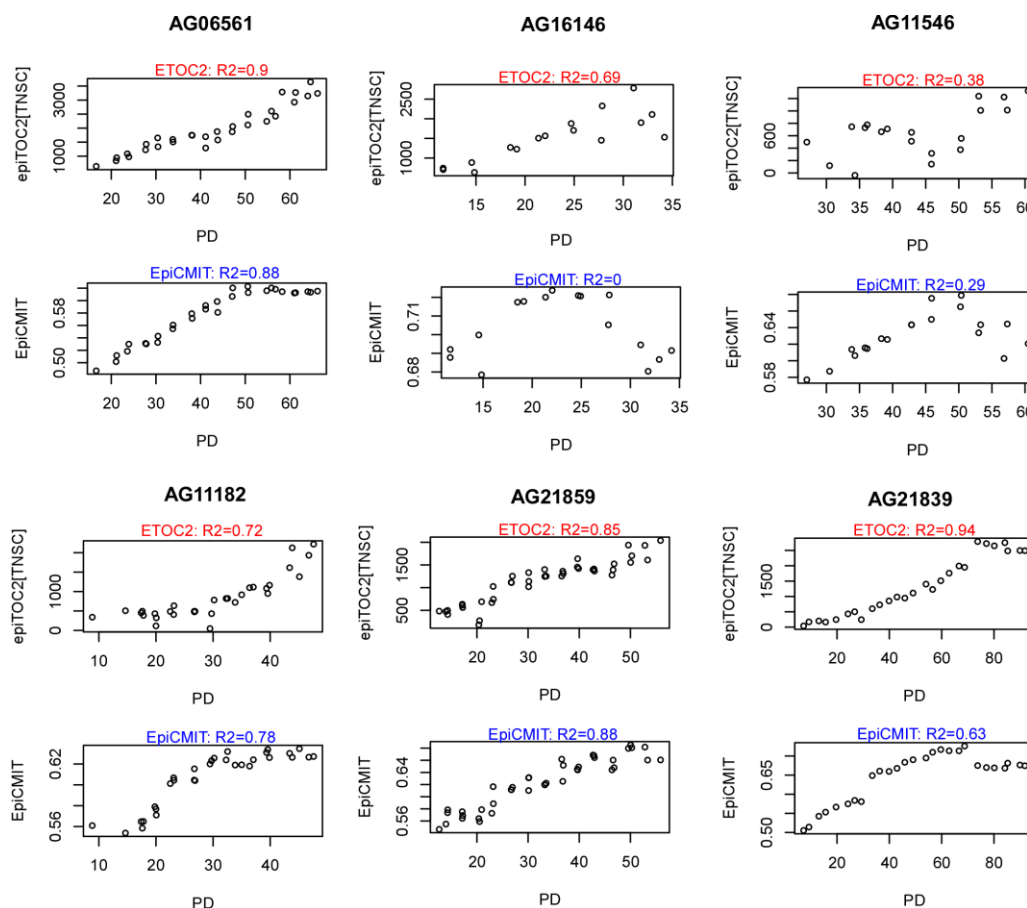 AG06561 AG16146 AG11546
ETOC2: R2=0.9 ETOC2: R2=0.69 ETOC2: R2=0.38
epiTOC2[TNSC] 1000 3000 epiTOC2[TNSC] 1000 2500 epiTOC2[TNSC] 0 600
20 30 40 50 60 15 20 25 30 35 30 35 40 45 50 55 60
PD PD PD
EpiCMIT: R2=0.88 EpiCMIT: R2=0 EpiCMIT: R2=0.29
EpiCMIT 0.50 0.58 EpiCMIT 0.68 0.71 EpiCMIT 0.58 0.64
20 30 40 50 60 15 20 25 30 35 30 35 40 45 50 55 60
PD PD PD
AG11182 AG21859 AG21839
ETOC2: R2=0.72 ETOC2: R2=0.85 ETOC2: R2=0.94
epiTOC2[TNSC] 0 1000 epiTOC2[TNSC] 500 1500 epiTOC2[TNSC] 0 1500
10 20 30 40 20 30 40 50 0 20 40 60 80
PD PD PD
EpiCMIT: R2=0.78 EpiCMIT: R2=0.88 EpiCMIT: R2=0.63
EpiCMIT 0.56 0.62 EpiCMIT 0.56 0.64 EpiCMIT 0.50 0.65
10 20 30 40 20 30 40 50 0 20 40 60 80
PD PD PD